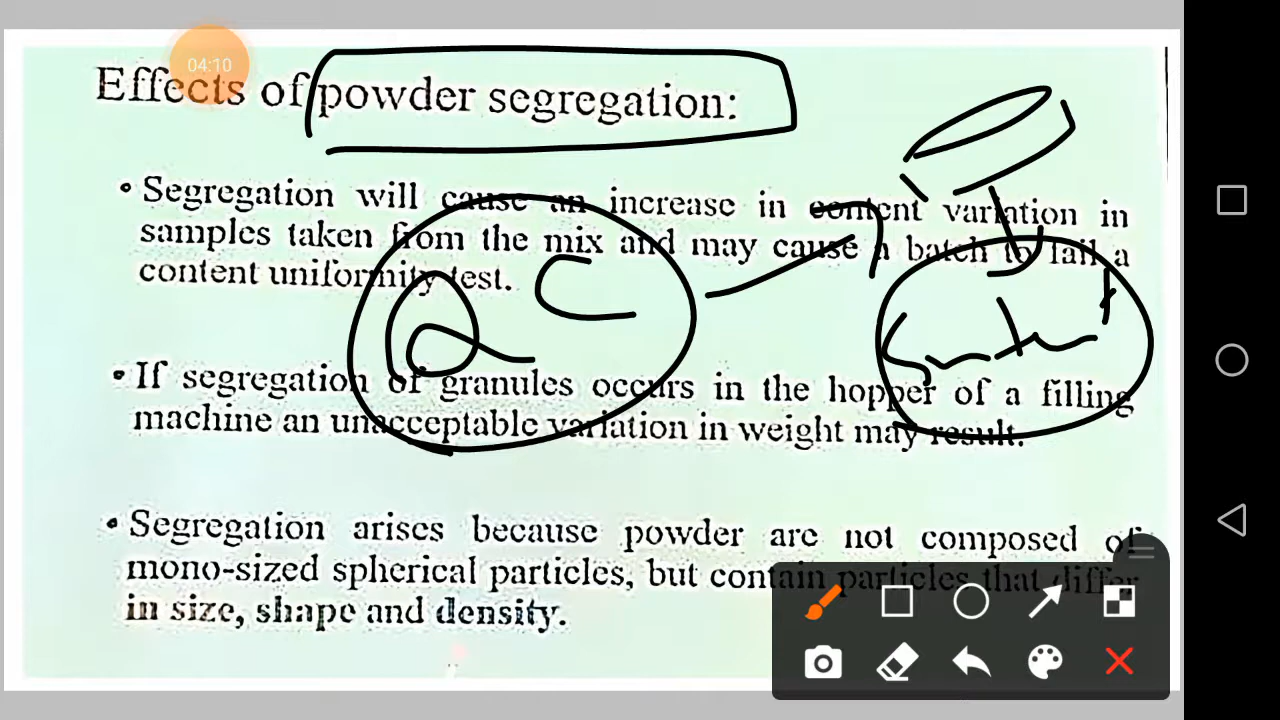 04:10
Effects of powder segregation:
• Segregation will cause an increase in content variation in
samples taken from the mix and may cause a batch to fail a
content uniformity test.
QC
• If segregation of granules occurs in the hopper of a filling
machine an unacceptable variation in weight may result.
• Segregation arises because powder are not composed of
mono-sized spherical particles, but contain particles that differ
in size, shape and density.